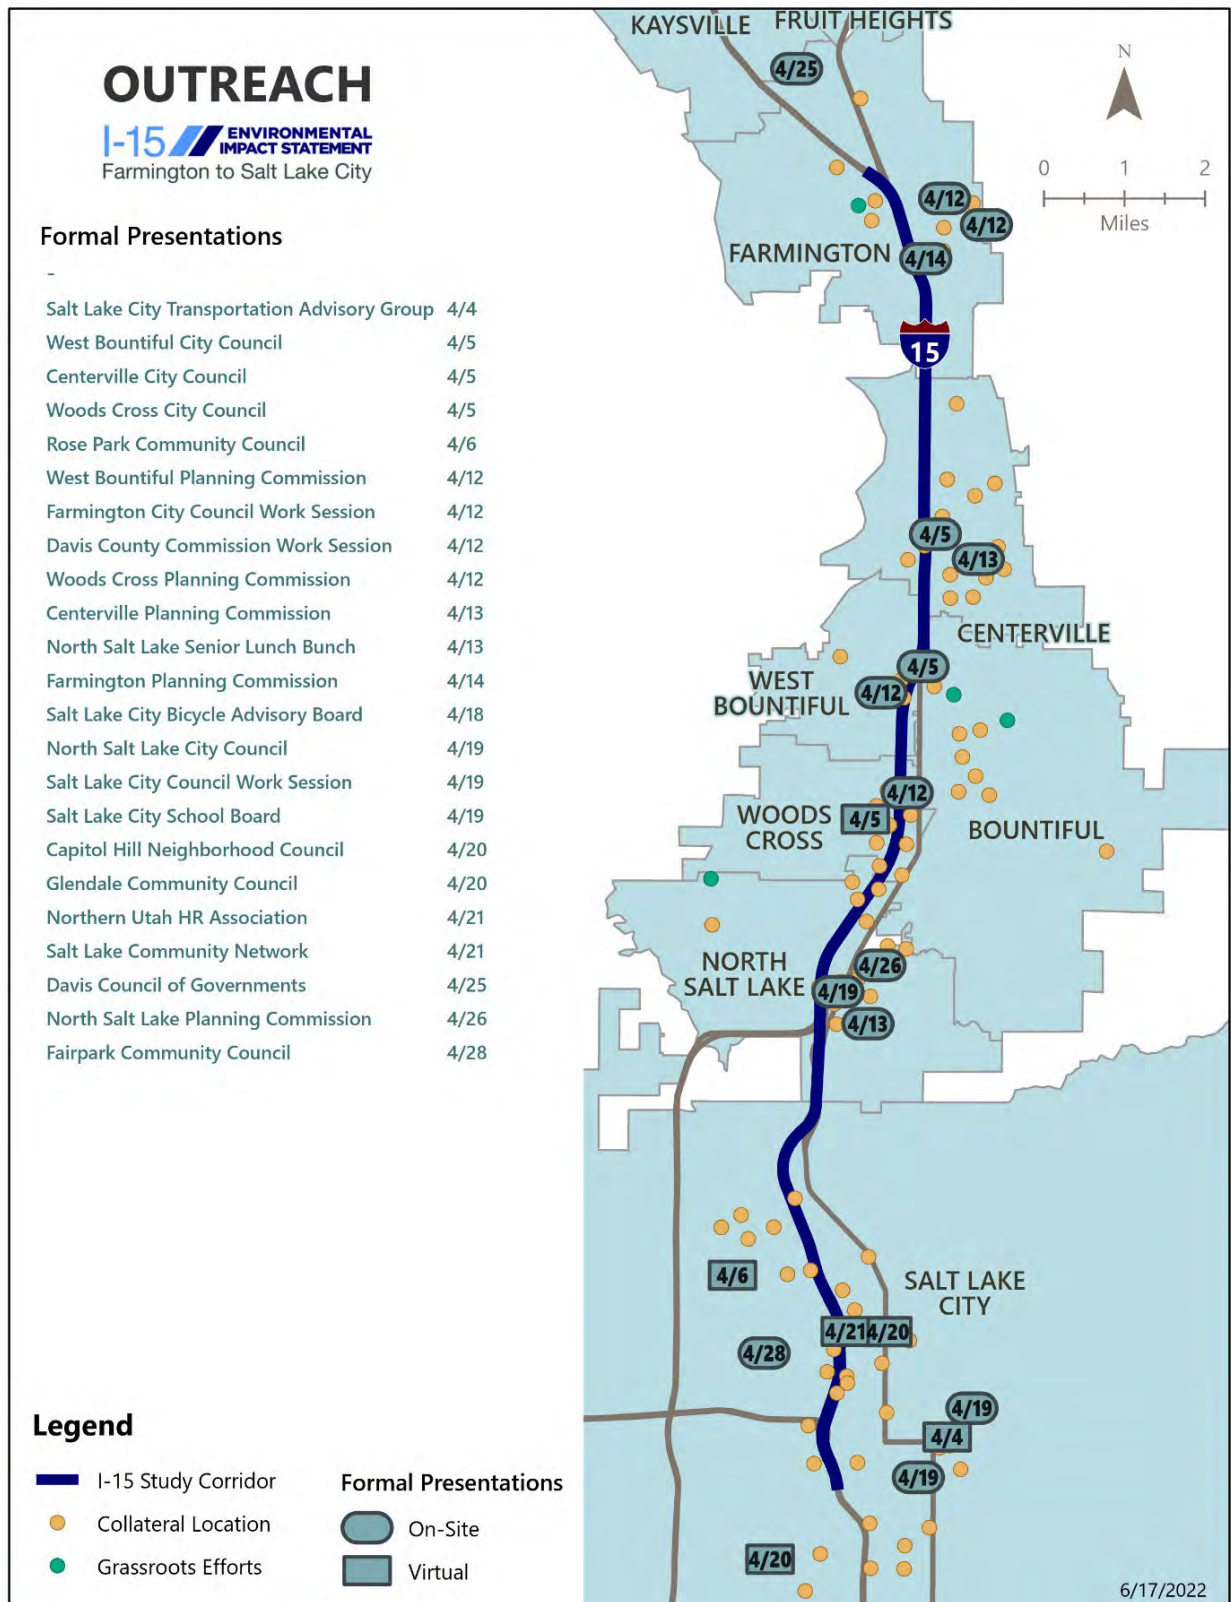 OUTREACH
I-15 ENVIRONMENTAL
IMPACT STATEMENT
Farmington to Salt Lake City
Formal Presentations
-
Salt Lake City Transportation Advisory Group 4/4
West Bountiful City Council 4/5
Centerville City Council 4/5
Woods Cross City Council 4/5
Rose Park Community Council 4/6
West Bountiful Planning Commission 4/12
Farmington City Council Work Session 4/12
Davis County Commission Work Session 4/12
Woods Cross Planning Commission 4/12
Centerville Planning Commission 4/13
North Salt Lake Senior Lunch Bunch 4/13
Farmington Planning Commission 4/14
Salt Lake City Bicycle Advisory Board 4/18
North Salt Lake City Council 4/19
Salt Lake City Council Work Session 4/19
Salt Lake City School Board 4/19
Capitol Hill Neighborhood Council 4/20
Glendale Community Council 4/20
Northern Utah HR Association 4/21
Salt Lake Community Network 4/21
Davis Council of Governments 4/25
North Salt Lake Planning Commission 4/26
Fairpark Community Council 4/28
Legend
I-15 Study Corridor
Collateral Location
Grassroots Efforts
Formal Presentations
On-Site
Virtual
KAYSVILLE FRUIT HEIGHTS
4/25
N
0 1 2
Miles
4/12
4/12
FARMINGTON 4/14
15
4/5
4/13
CENTERVILLE
4/5
WEST
BOUNTIFUL
4/12
4/12
WOODS
CROSS
4/5
BOUNTIFUL
NORTH
SALT LAKE
4/26
4/19
4/13
4/6
SALT LAKE
CITY
4/21 4/20
4/28
4/19
4/4
4/19
4/20
6/17/2022